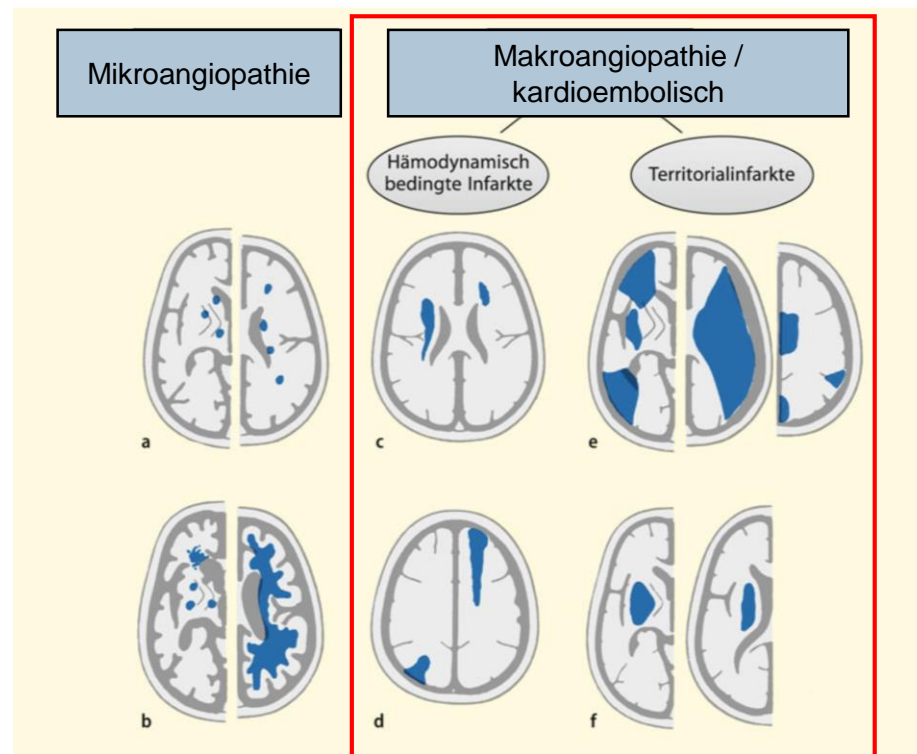 Mikroangiopathie
Makroangiopathie /
kardioembolisch
Hämodynamisch
bedingte Infarkte
Territorialinfarkte
a
c
e
b
d
f